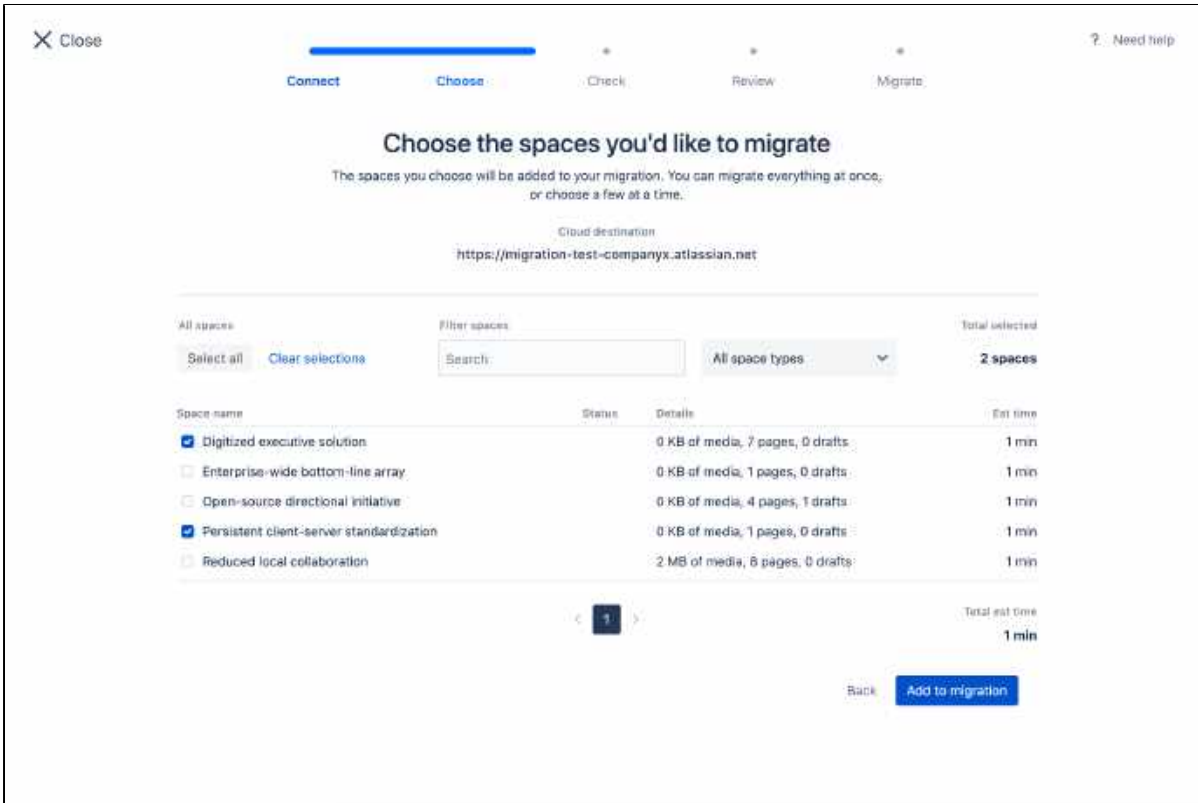 Close
? Need help
Connect Choose Check Review Migrate
Choose the spaces you'd like to migrate
The spaces you choose will be added to your migration. You can migrate everything at once,
or choose a few at a time.
Cloud destination
https://migration-test-companyx.atlassian.net
All spaces Filter spaces Total selected
Select all Clear selections Search All space types 2 spaces
Space name Status Details Est time
Digitized executive solution 0 KB of media, 7 pages, 0 drafts 1 min
Enterprise-wide bottom-line array 0 KB of media, 1 pages, 0 drafts 1 min
Open-source directional initiative 0 KB of media, 4 pages, 1 drafts 1 min
Persistent client-server standardization 0 KB of media, 1 pages, 0 drafts 1 min
Reduced local collaboration 2 MB of media, 6 pages, 0 drafts 1 min
< 1 >
Total est time
1 min
Back Add to migration